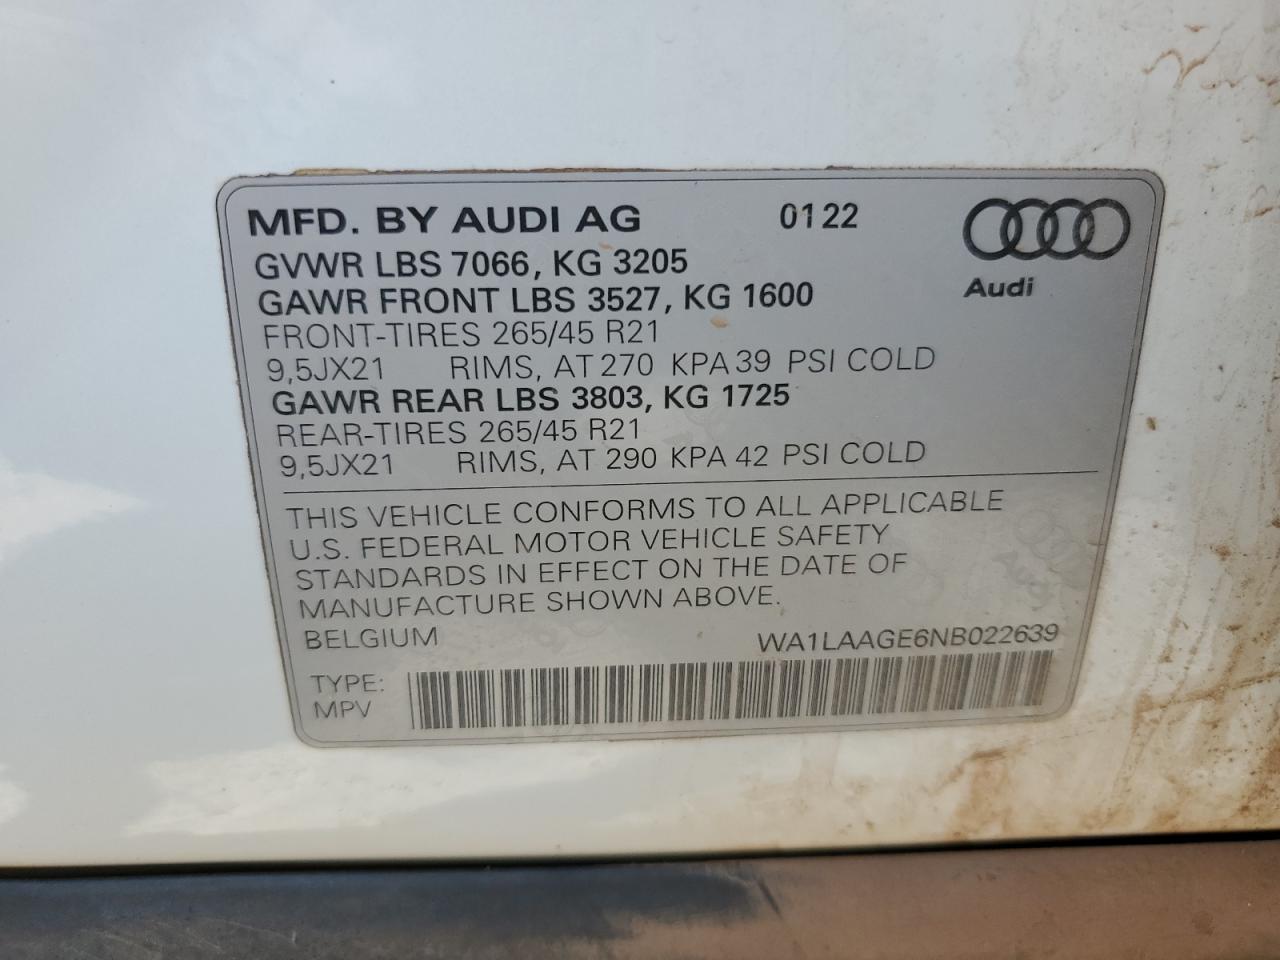 MFD. BY AUDI AG 01 22
Audi
GVWR LBS 7066, KG 3205
GAWR FRONT LBS 3527, KG 1600
FRONT-TIRES 265/45 R21
9,5JX21 RIMS, AT 270 KPA 39 PSI COLD
GAWR REAR LBS 3803, KG 1725
REAR-TIRES 265/45 R21
9,5JX21 RIMS, AT 290 KPA 42 PSI COLD
THIS VEHICLE CONFORMS TO ALL APPLICABLE
U.S. FEDERAL MOTOR VEHICLE SAFETY
STANDARDS IN EFFECT ON THE DATE OF
MANUFACTURE SHOWN ABOVE.
BELGIUM WA1LAAGE6NB022639
TYPE:
MPV